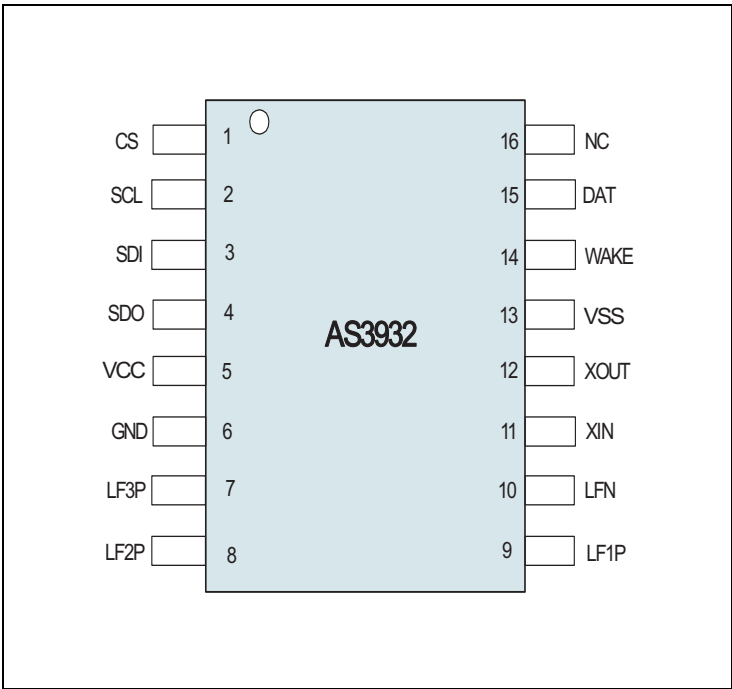 CS 1 16 NC
SCL 2 15 DAT
SDI 3 14 WAKE
SDO 4 13 VSS
AS3932
VCC 5 12 XOUT
GND 6 11 XIN
LF3P 7 10 LFN
LF2P 8 9 LF1P